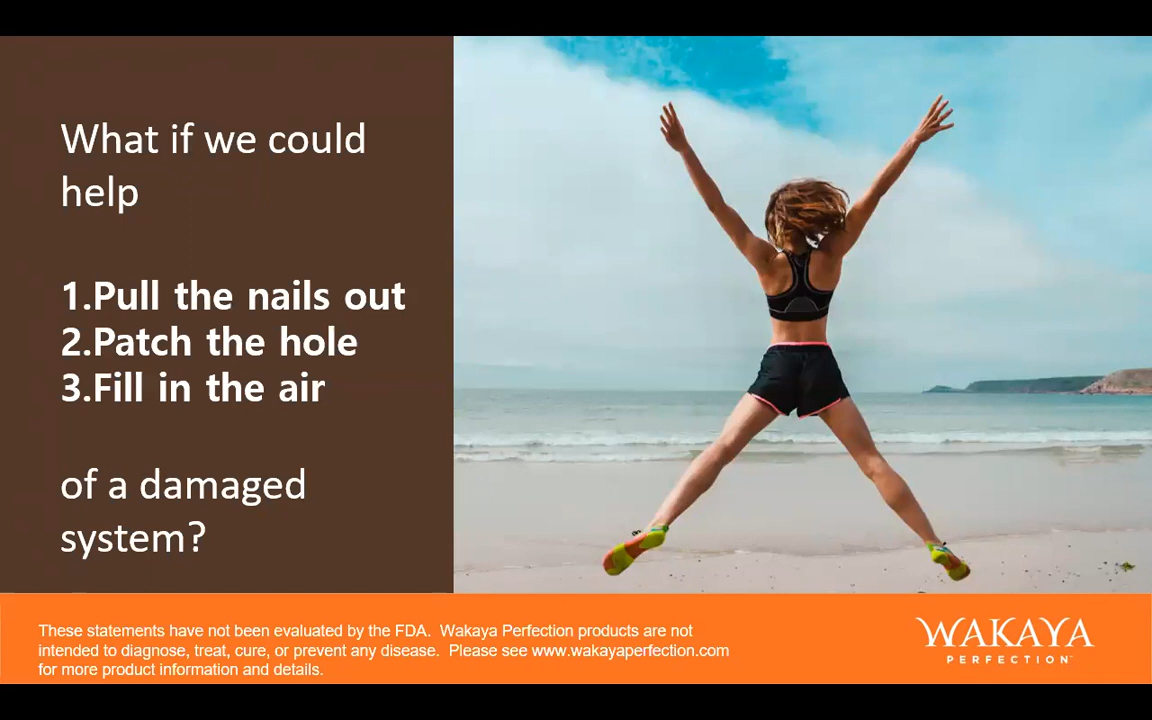 What if we could
help
1.Pull the nails out
2.Patch the hole
3.Fill in the air
of a damaged
system?
These statements have not been evaluated by the FDA.  Wakaya Perfection products are not
intended to diagnose, treat, cure, or prevent any disease.  Please see www.wakayaperfection.com
for more product information and details.
WAKAYA
PERFECTION™